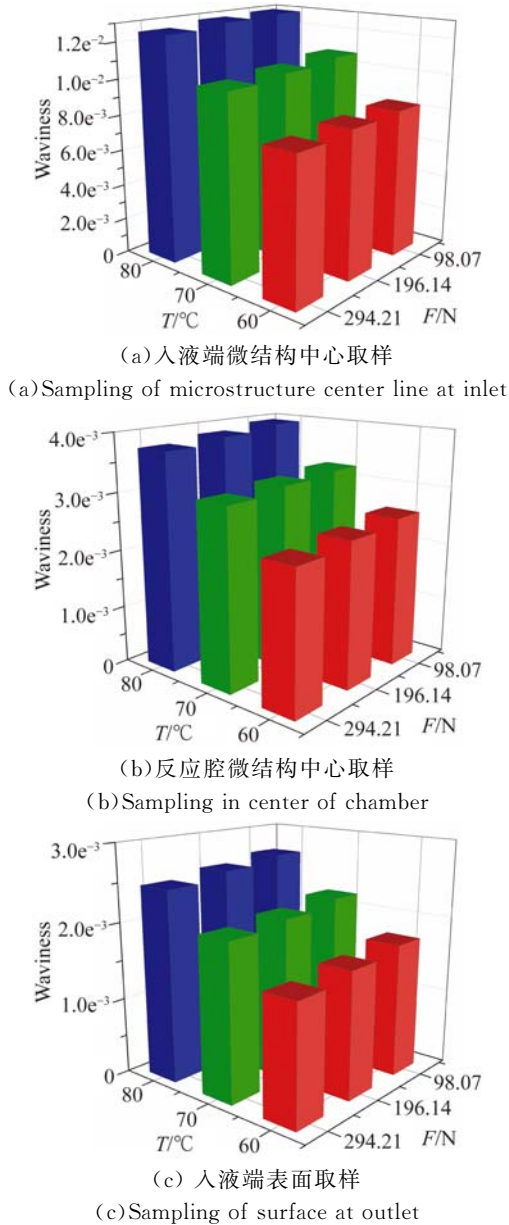 1.2e⁻²
1.0e⁻²
8.0e⁻³
6.0e⁻³
4.0e⁻³
2.0e⁻³
0
Waviness
80
70
60
T/℃
98.07
196.14
294.21
F/N
(a)入液端微结构中心取样
(a)Sampling of microstructure center line at inlet
4.0e⁻³
3.0e⁻³
2.0e⁻³
1.0e⁻³
0
Waviness
80
70
60
T/℃
98.07
196.14
294.21
F/N
(b)反应腔微结构中心取样
(b)Sampling in center of chamber
3.0e⁻³
2.0e⁻³
1.0e⁻³
0
Waviness
80
70
60
T/℃
98.07
196.14
294.21
F/N
(c) 入液端表面取样
(c)Sampling of surface at outlet